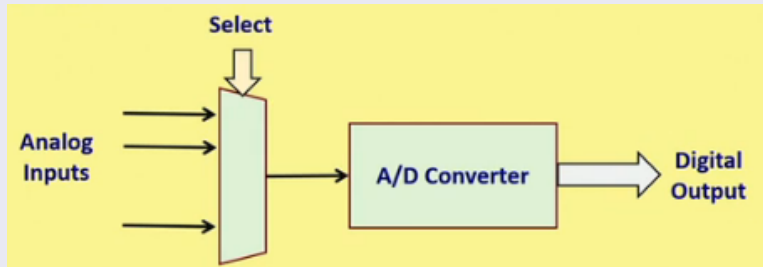 Select
Analog
Inputs
A/D Converter
Digital
Output